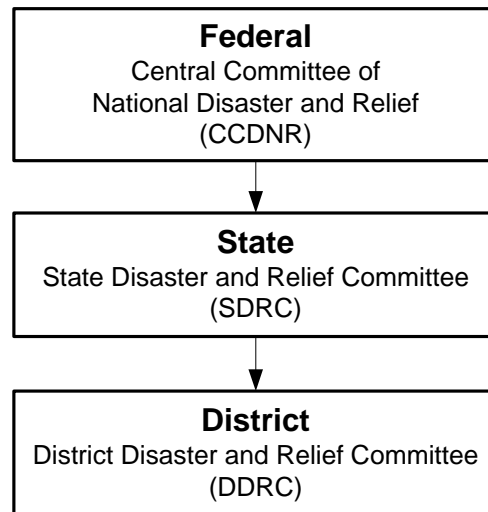 Federal
Central Committee of
National Disaster and Relief
(CCDNR)
State
State Disaster and Relief Committee
(SDRC)
District
District Disaster and Relief Committee
(DDRC)